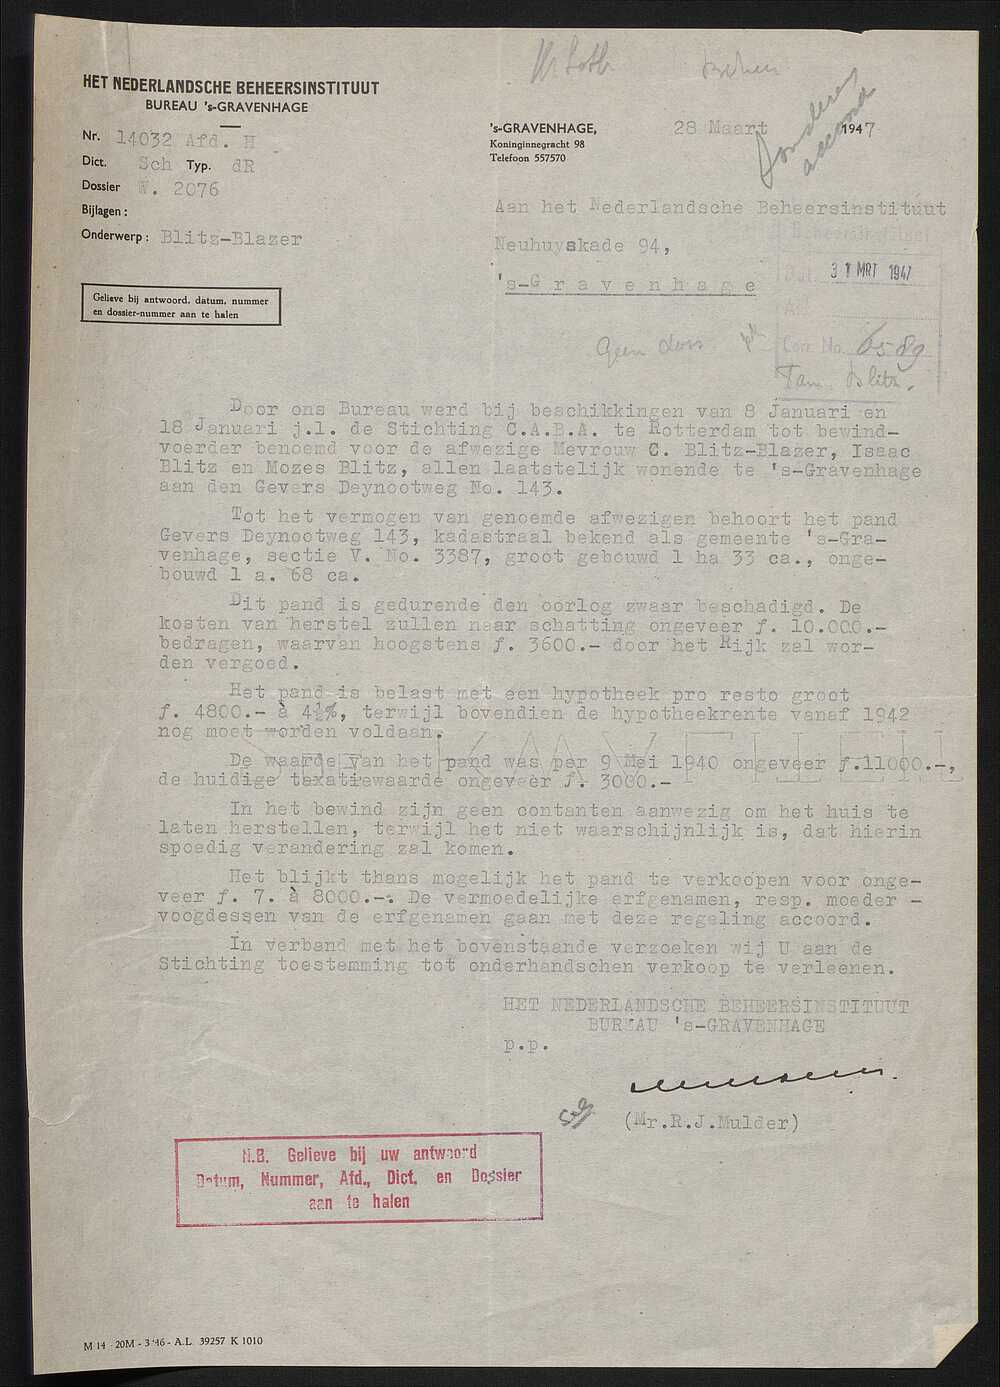 HET NEDERLANDSCHE BEHEERSINSTITUUT
BUREAU 's-GRAVENHAGE
Nr. 14032 Afd. H
Dict. Sch Typ. dR
Dossier W. 2076
Bijlagen:
Onderwerp: Blitz-Blazer
Gelieve bij antwoord, datum, nummer
en dossier-nummer aan te halen
's-GRAVENHAGE, 28 Maart 1947
Koninginnegracht 98
Telefoon 557570
accoord
Aan het Nederlandsche Beheersinstituut
Neuhuyskade 94,
's-Gravenhage
Beheersinstituut
Dat. 31 MRT 1947
A
Corr. No. 6589
Fam. Blitz.
Geen doss
Door ons Bureau werd bij beschikkingen van 8 Januari en
18 Januari j.l. de Stichting C.A.B.A. te Rotterdam tot bewind-
voerder benoemd voor de afwezige Mevrouw C. Blitz-Blazer, Isaac
Blitz en Mozes Blitz, allen laatstelijk wonende te 's-Gravenhage
aan den Gevers Deynootweg No. 143.
Tot het vermogen van genoemde afwezigen behoort het pand
Gevers Deynootweg 143, kadastraal bekend als gemeente 's-Gra-
venhage, sectie V. No. 3387, groot gebouwd 1 ha 33 ca., onge-
bouwd 1 a. 68 ca.
Dit pand is gedurende den oorlog zwaar beschadigd. De
kosten van herstel zullen naar schatting ongeveer f. 10.000.-
bedragen, waarvan hoogstens f. 3600.- door het Rijk zal wor-
den vergoed.
Het pand is belast met een hypotheek pro resto groot
f. 4800.- à 4½%, terwijl bovendien de hypotheekrente vanaf 1942
nog moet worden voldaan.
De waarde van het pand was per 9 Mei 1940 ongeveer f.11000.-,
de huidige taxatiewaarde ongeveer f. 3000.-
In het bewind zijn geen contanten aanwezig om het huis te
laten herstellen, terwijl het niet waarschijnlijk is, dat hierin
spoedig verandering zal komen.
Het blijkt thans mogelijk het pand te verkoopen voor onge-
veer f. 7. à 8000.-. De vermoedelijke erfgenamen, resp. moeder -
voogdessen van de erfgenamen gaan met deze regeling accoord.
In verband met het bovenstaande verzoeken wij U aan de
Stichting toestemming tot onderhandschen verkoop te verleenen.
HET NEDERLANDSCHE BEHEERSINSTITUUT
BUREAU 's-GRAVENHAGE
p.p.
(Mr.R.J.Mulder)
N.B. Gelieve bij uw antwoord
Datum, Nummer, Afd., Dict. en Dossier
aan te halen
M 14 - 20M - 3 '46 - A.L. 39257 K 1010